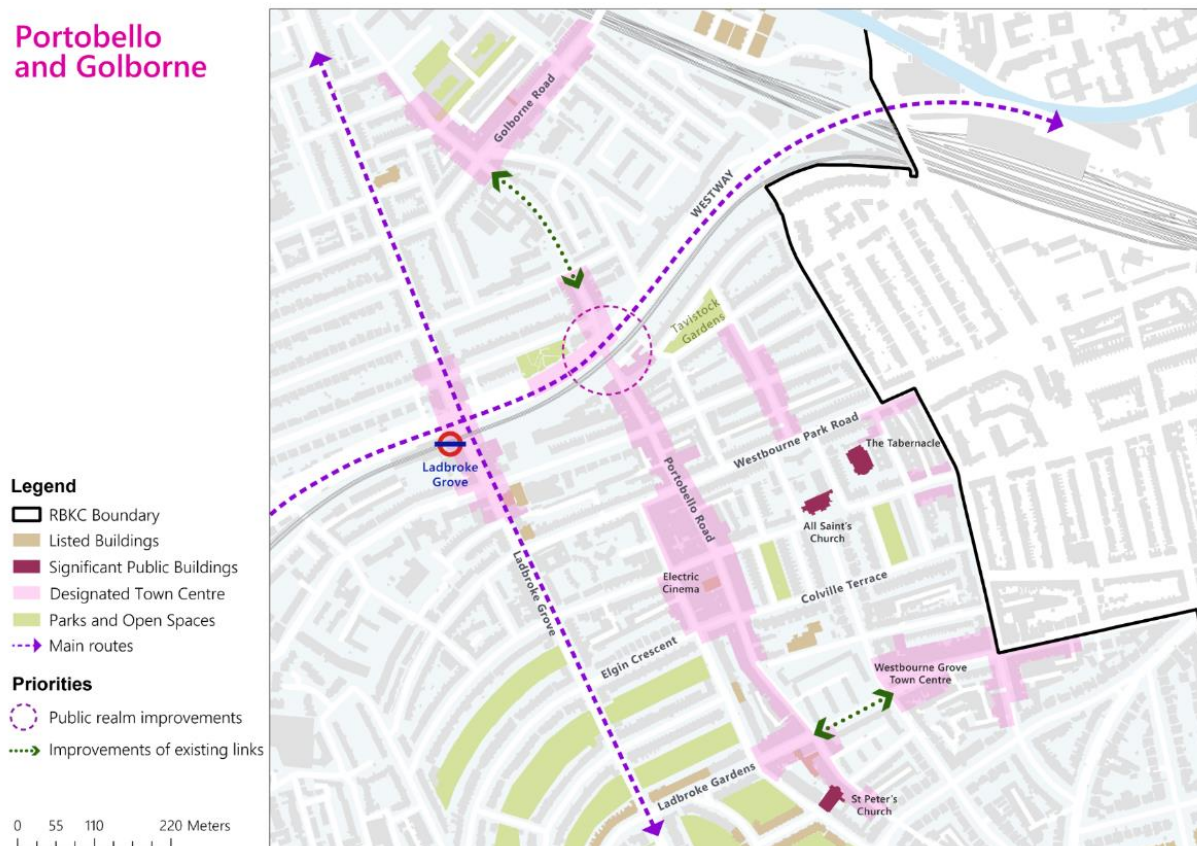 Portobello
and Golborne
Legend
RBKC Boundary
Listed Buildings
Significant Public Buildings
Designated Town Centre
Parks and Open Spaces
Main routes
Priorities
Public realm improvements
Improvements of existing links
0 55 110 220 Meters
Golborne Road
WESTWAY
Tavistock
Gardens
Westbourne Park Road
The Tabernacle
Ladbroke
Grove
Portobello Road
All Saint's
Church
Ladbroke Grove
Electric
Cinema
Colville Terrace
Elgin Crescent
Westbourne Grove
Town Centre
Ladbroke Gardens
St Peter's
Church